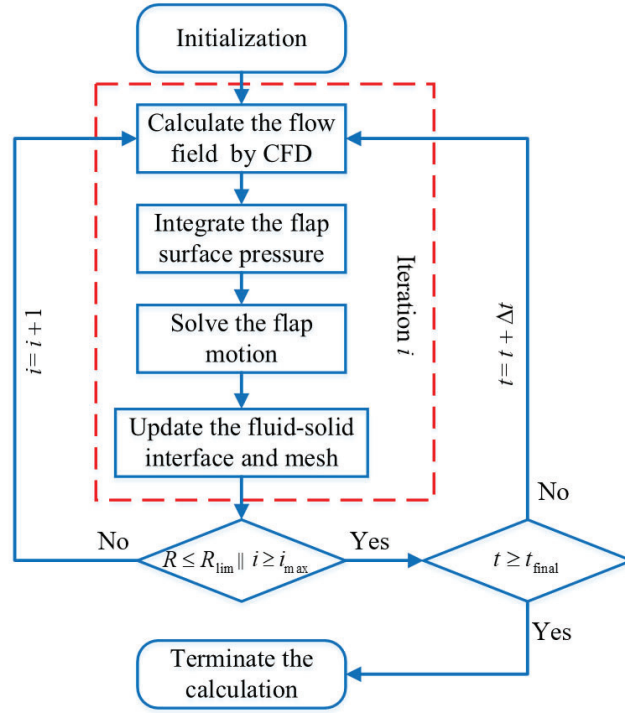 Initialization
Calculate the flow
field by CFD
Integrate the flap
surface pressure
Solve the flap
motion
Update the fluid-solid
interface and mesh
Iteration i
i = i + 1
t = t + Δt
No
R ≤ R_lim || i ≥ i_max
Yes
t ≥ t_final
No
Yes
Terminate the
calculation